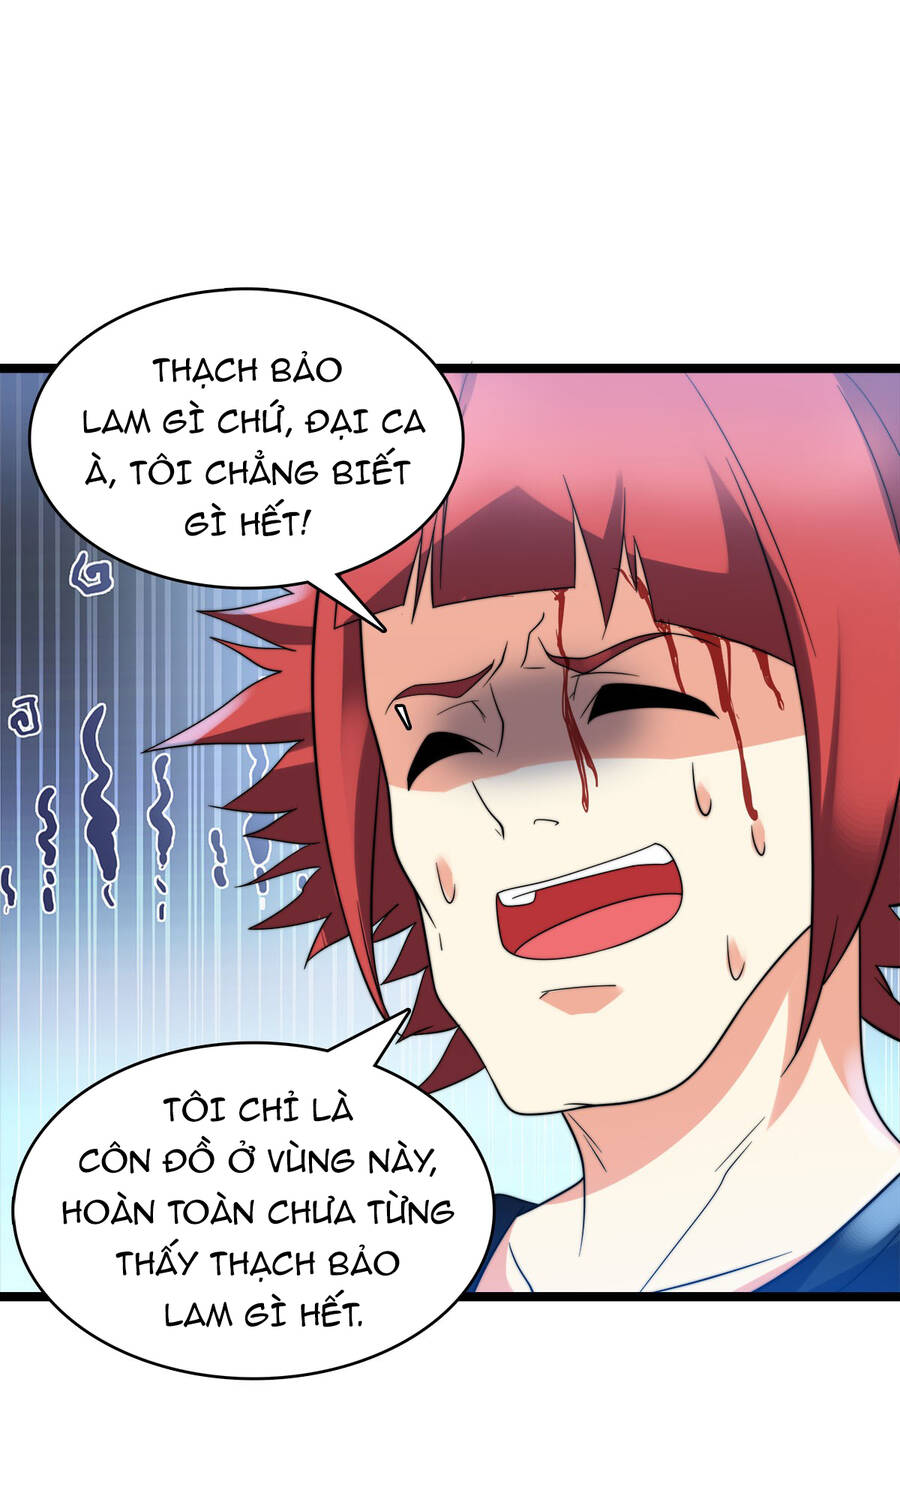 THẠCH BẢO
LAM GÌ CHỨ, ĐẠI CA
À, TÔI CHẲNG BIẾT
GÌ HẾT!
TÔI CHỈ LÀ
CÔN ĐỒ Ở VÙNG NÀY,
HOÀN TOÀN CHƯA TỪNG
THẤY THẠCH BẢO
LAM GÌ HẾT.